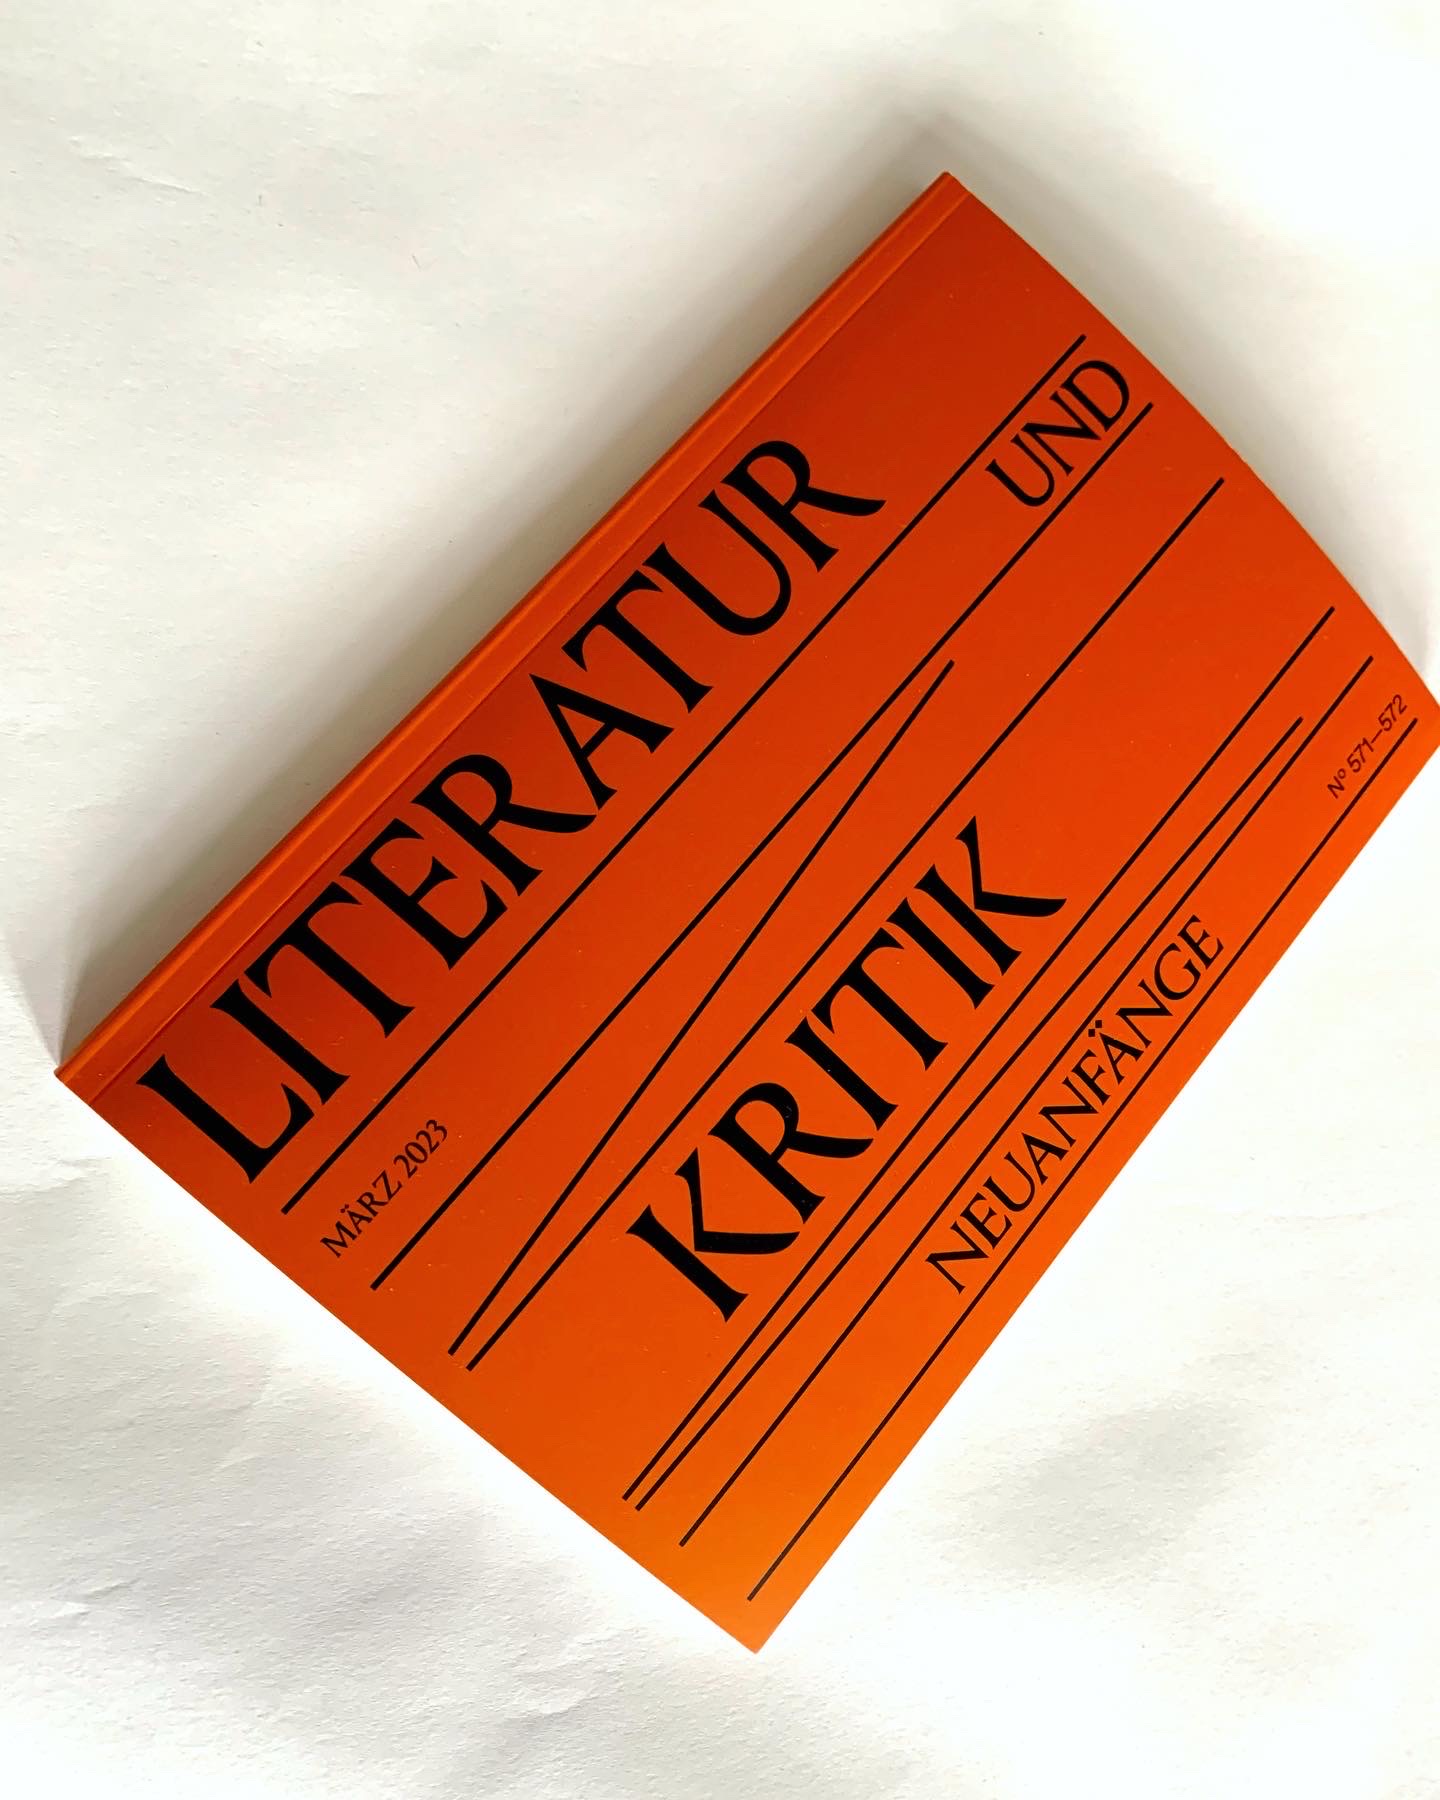 LITERATUR
UND
MÄRZ 2023
KRITIK
NEUANFÄNGE
Nº 571—572